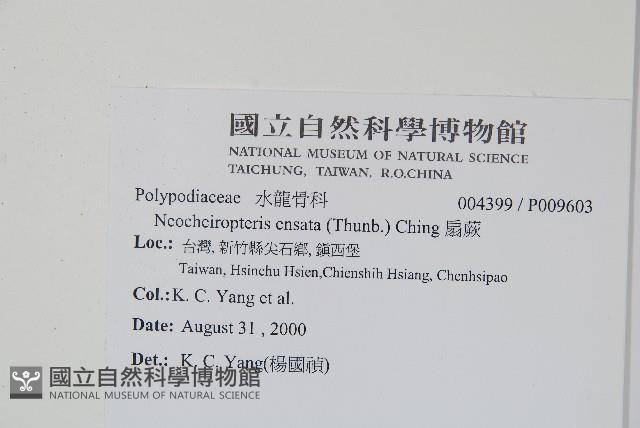 國立自然科學博物館
NATIONAL MUSEUM OF NATURAL SCIENCE
TAICHUNG, TAIWAN, R.O.CHINA
Polypodiaceae 水龍骨科 004399 / P009603
Neocheiropteris ensata (Thunb.) Ching 扇蕨
Loc.: 台灣, 新竹縣尖石鄉, 鎮西堡
Taiwan, Hsinchu Hsien,Chienshih Hsiang, Chenhsipao
Col.: K. C. Yang et al.
Date: August 31 , 2000
Det.: K. C. Yang(楊國禎)
國立自然科學博物館
NATIONAL MUSEUM OF NATURAL SCIENCE